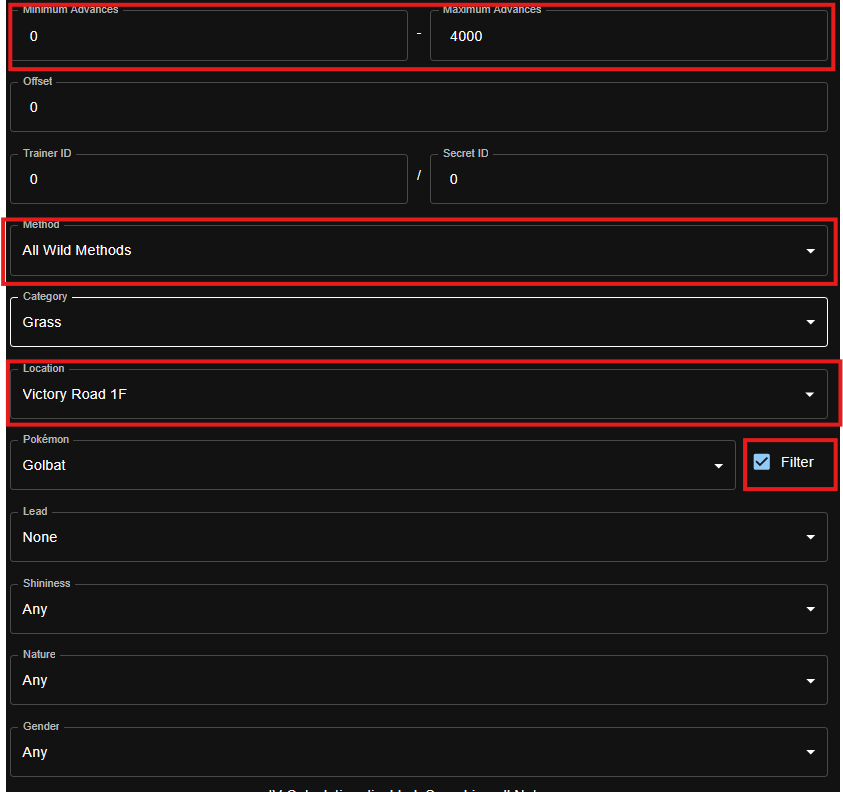 Minimum Advances
Maximum Advances
0
-
4000
Offset
0
Trainer ID
Secret ID
0
/
0
Method
All Wild Methods
Category
Grass
Location
Victory Road 1F
Pokémon
Golbat
Filter
Lead
None
Shininess
Any
Nature
Any
Gender
Any